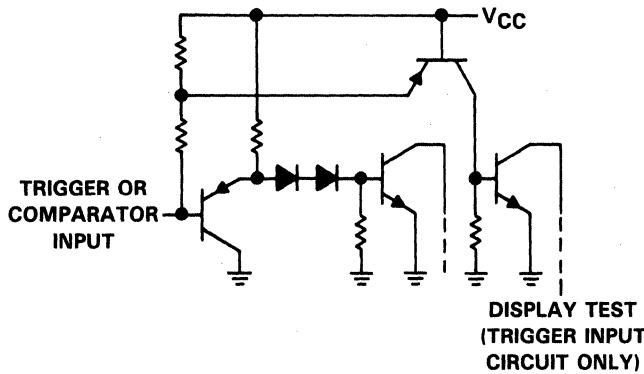 VCC
TRIGGER OR
COMPARATOR
INPUT
DISPLAY TEST
(TRIGGER INPUT
CIRCUIT ONLY)